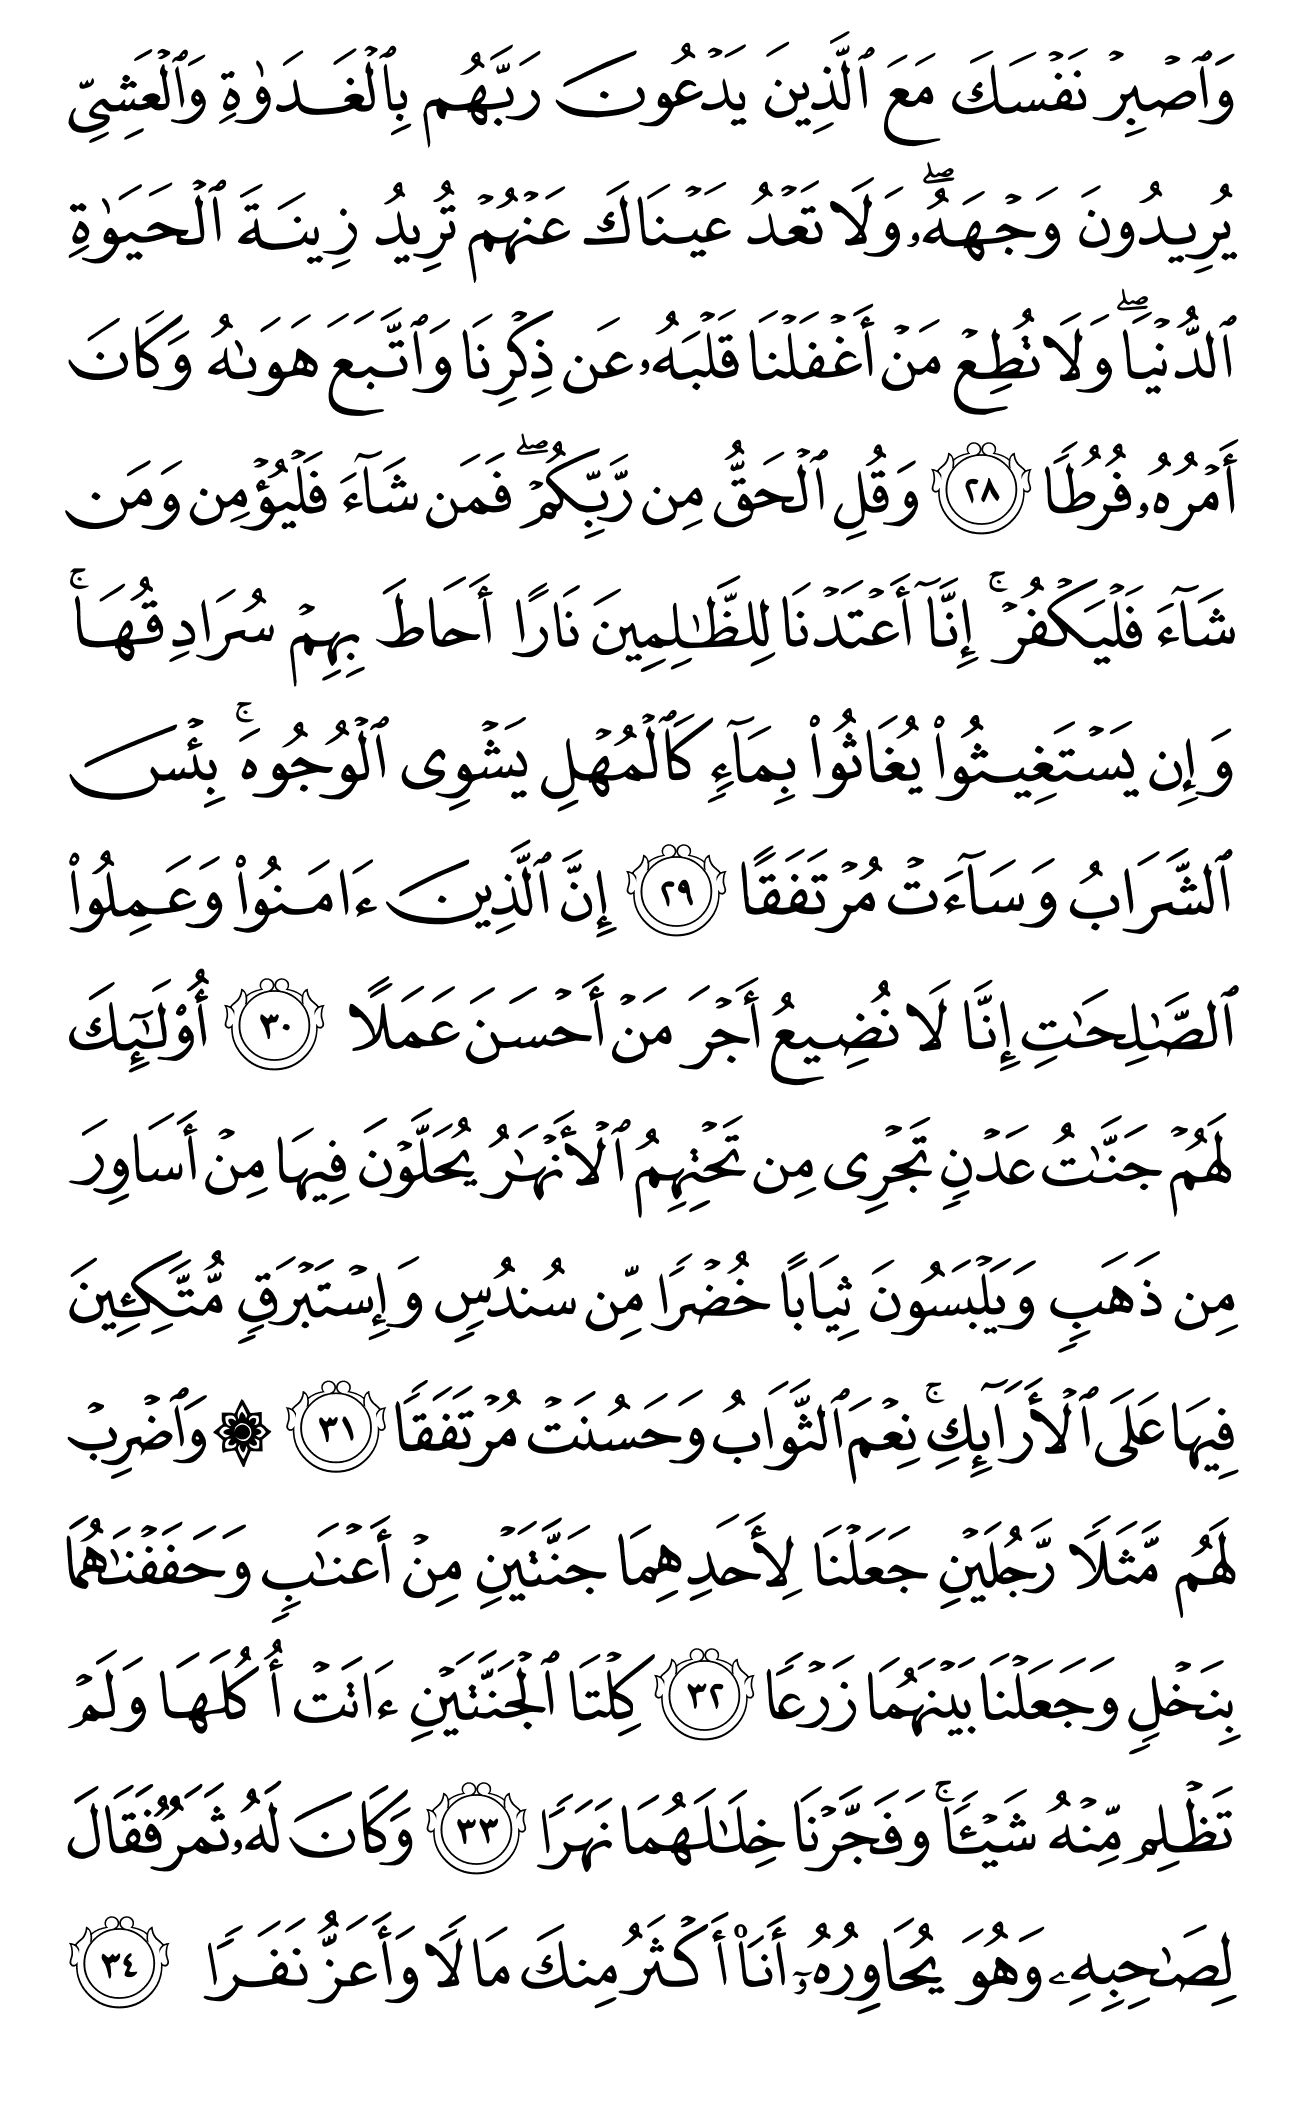 وَٱصۡبِرۡ نَفۡسَكَ مَعَ ٱلَّذِينَ يَدۡعُونَ رَبَّهُم بِٱلۡغَدَوٰةِ وَٱلۡعَشِيِّ
يُرِيدُونَ وَجۡهَهُۥۖ وَلَا تَعۡدُ عَيۡنَاكَ عَنۡهُمۡ تُرِيدُ زِينَةَ ٱلۡحَيَوٰةِ
ٱلدُّنۡيَاۖ وَلَا تُطِعۡ مَنۡ أَغۡفَلۡنَا قَلۡبَهُۥ عَن ذِكۡرِنَا وَٱتَّبَعَ هَوَىٰهُ وَكَانَ
أَمۡرُهُۥ فُرُطٗا ٢٨ وَقُلِ ٱلۡحَقُّ مِن رَّبِّكُمۡۖ فَمَن شَآءَ فَلۡيُؤۡمِن وَمَن
شَآءَ فَلۡيَكۡفُرۡۚ إِنَّآ أَعۡتَدۡنَا لِلظَّٰلِمِينَ نَارًا أَحَاطَ بِهِمۡ سُرَادِقُهَاۚ
وَإِن يَسۡتَغِيثُواْ يُغَاثُواْ بِمَآءٖ كَٱلۡمُهۡلِ يَشۡوِي ٱلۡوُجُوهَۚ بِئۡسَ
ٱلشَّرَابُ وَسَآءَتۡ مُرۡتَفَقًا ٢٩ إِنَّ ٱلَّذِينَ ءَامَنُواْ وَعَمِلُواْ
ٱلصَّٰلِحَٰتِ إِنَّا لَا نُضِيعُ أَجۡرَ مَنۡ أَحۡسَنَ عَمَلًا ٣٠ أُوْلَٰٓئِكَ
لَهُمۡ جَنَّٰتُ عَدۡنٖ تَجۡرِي مِن تَحۡتِهِمُ ٱلۡأَنۡهَٰرُ يُحَلَّوۡنَ فِيهَا مِنۡ أَسَاوِرَ
مِن ذَهَبٖ وَيَلۡبَسُونَ ثِيَابًا خُضۡرٗا مِّن سُندُسٖ وَإِسۡتَبۡرَقٖ مُّتَّكِـِٔينَ
فِيهَا عَلَى ٱلۡأَرَآئِكِۚ نِعۡمَ ٱلثَّوَابُ وَحَسُنَتۡ مُرۡتَفَقٗا ٣١ ۞ وَٱضۡرِبۡ
لَهُم مَّثَلٗا رَّجُلَيۡنِ جَعَلۡنَا لِأَحَدِهِمَا جَنَّتَيۡنِ مِنۡ أَعۡنَٰبٖ وَحَفَفۡنَٰهُمَا
بِنَخۡلٖ وَجَعَلۡنَا بَيۡنَهُمَا زَرۡعٗا ٣٢ كِلۡتَا ٱلۡجَنَّتَيۡنِ ءَاتَتۡ أُكُلَهَا وَلَمۡ
تَظۡلِم مِّنۡهُ شَيۡـٔٗاۚ وَفَجَّرۡنَا خِلَٰلَهُمَا نَهَرٗا ٣٣ وَكَانَ لَهُۥ ثَمَرٞ فَقَالَ
لِصَٰحِبِهِۦ وَهُوَ يُحَاوِرُهُۥٓ أَنَا۠ أَكۡثَرُ مِنكَ مَالٗا وَأَعَزُّ نَفَرٗا ٣٤